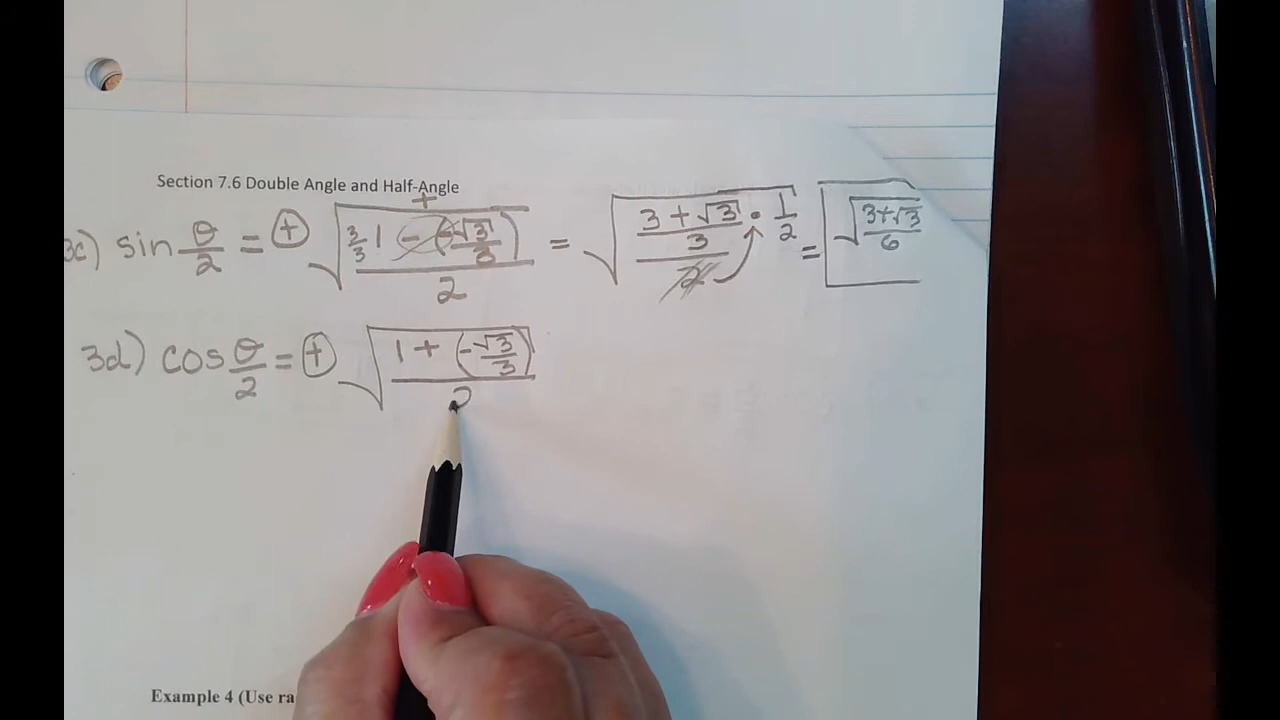 Section 7.6 Double Angle and Half-Angle
3c) sin θ/2 = + √((3/3 1 - (-√3/3))/2) + = √(((3 + √3)/3)/2 · 1/2) = √((3+√3)/6)
3d) cos θ/2 = + √((1 + (-√3/3))/2)
Example 4 (Use ra